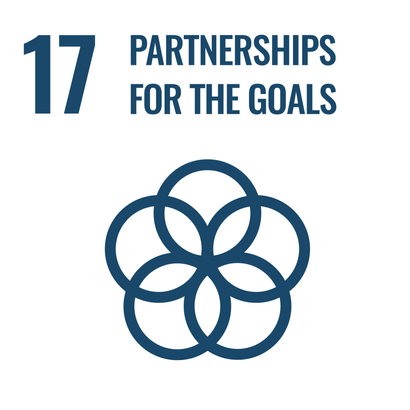 17
PARTNERSHIPS
FOR THE GOALS